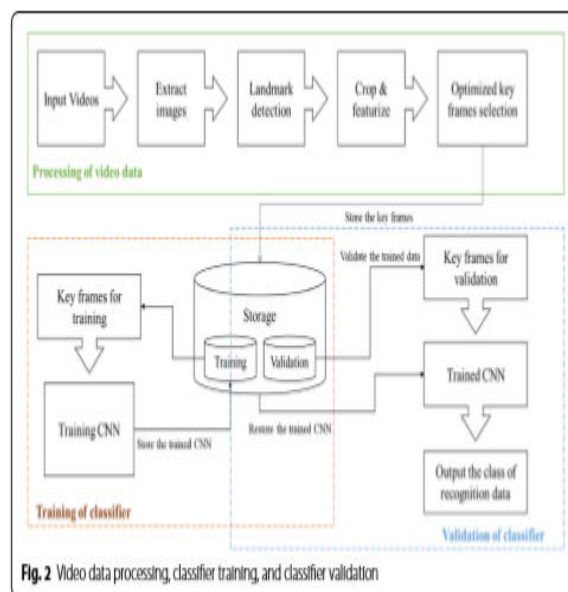 Input Videos
Extract
images
Landmark
detection
Crop &
featurize
Optimized key
frames selection
Processing of video data
Store the key frames
Validate the trained data
Key frames for
training
Storage
Training
Validation
Key frames for
validation
Training CNN
Store the trained CNN
Restore the trained CNN
Trained CNN
Output the class of
recognition data
Training of classifier
Validation of classifier
Fig. 2 Video data processing, classifier training, and classifier validation